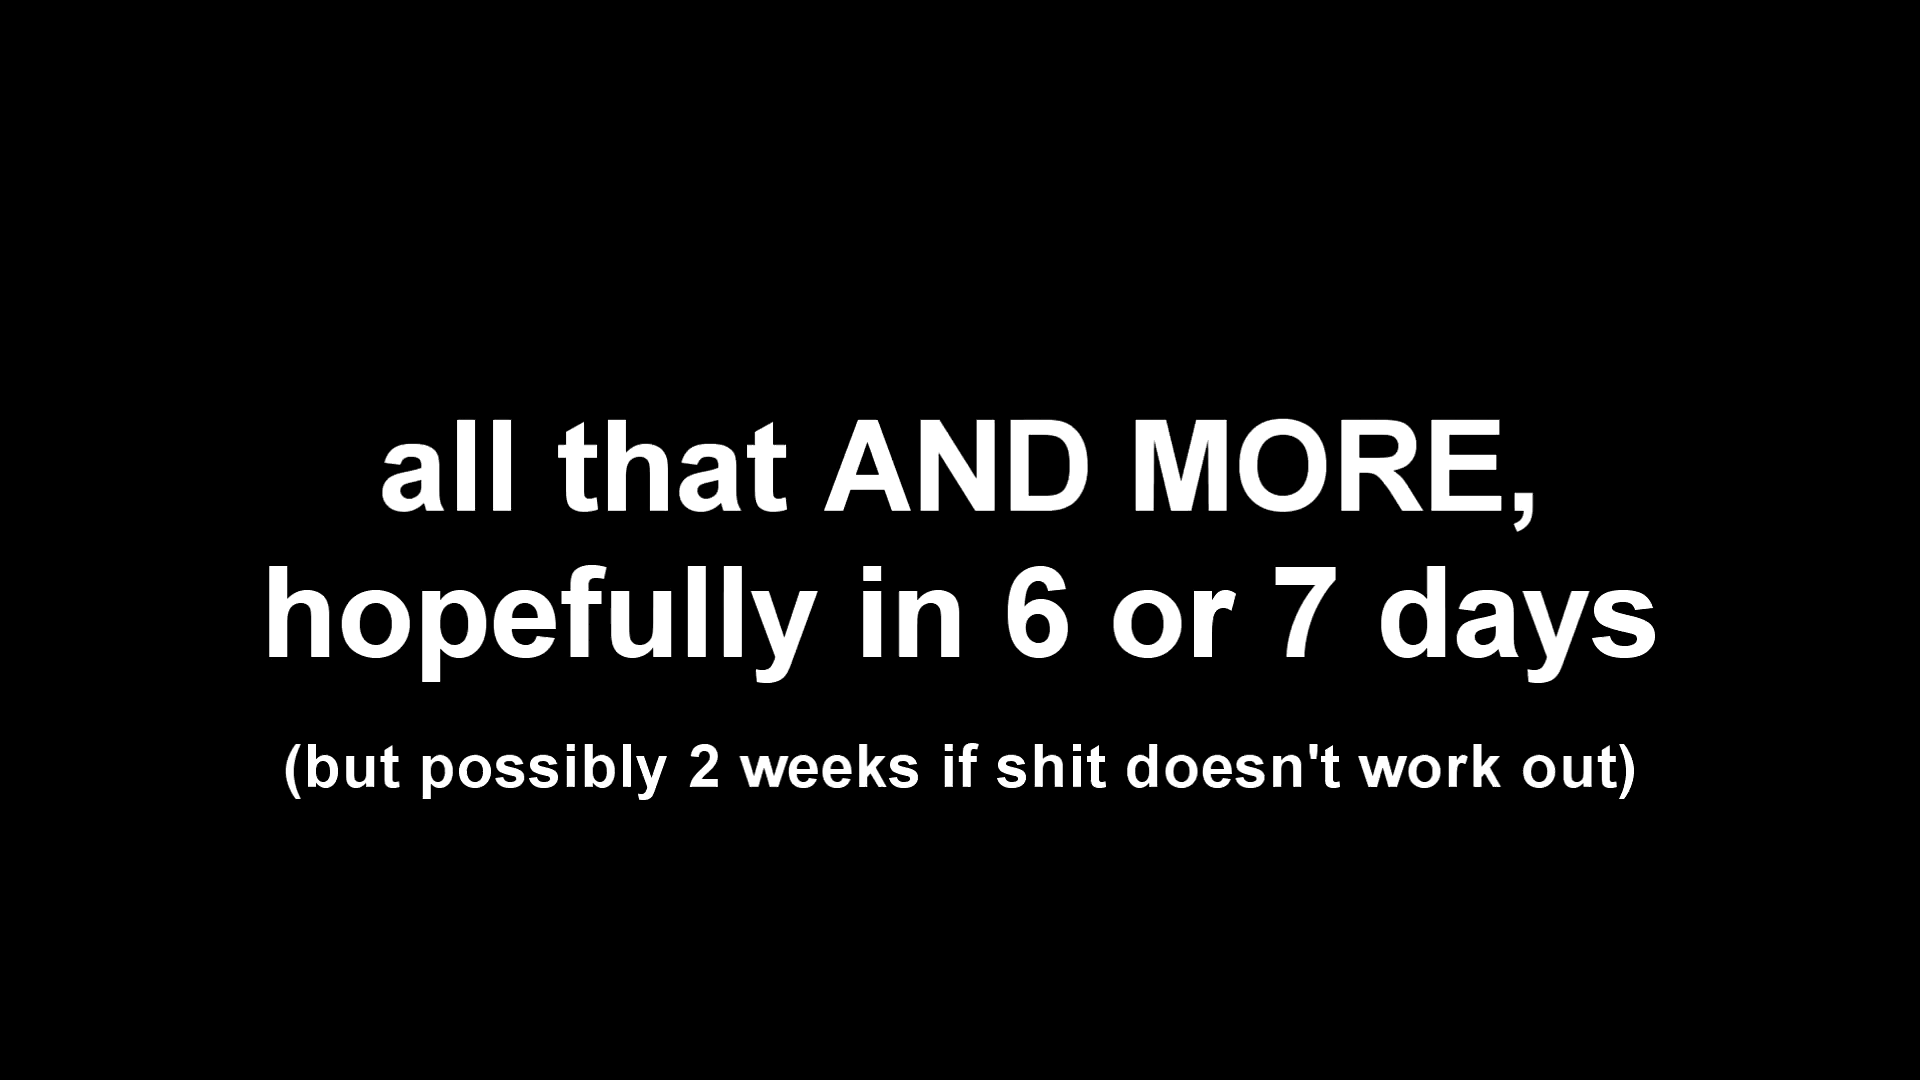 all that AND MORE,
hopefully in 6 or 7 days
(but possibly 2 weeks if shit doesn't work out)